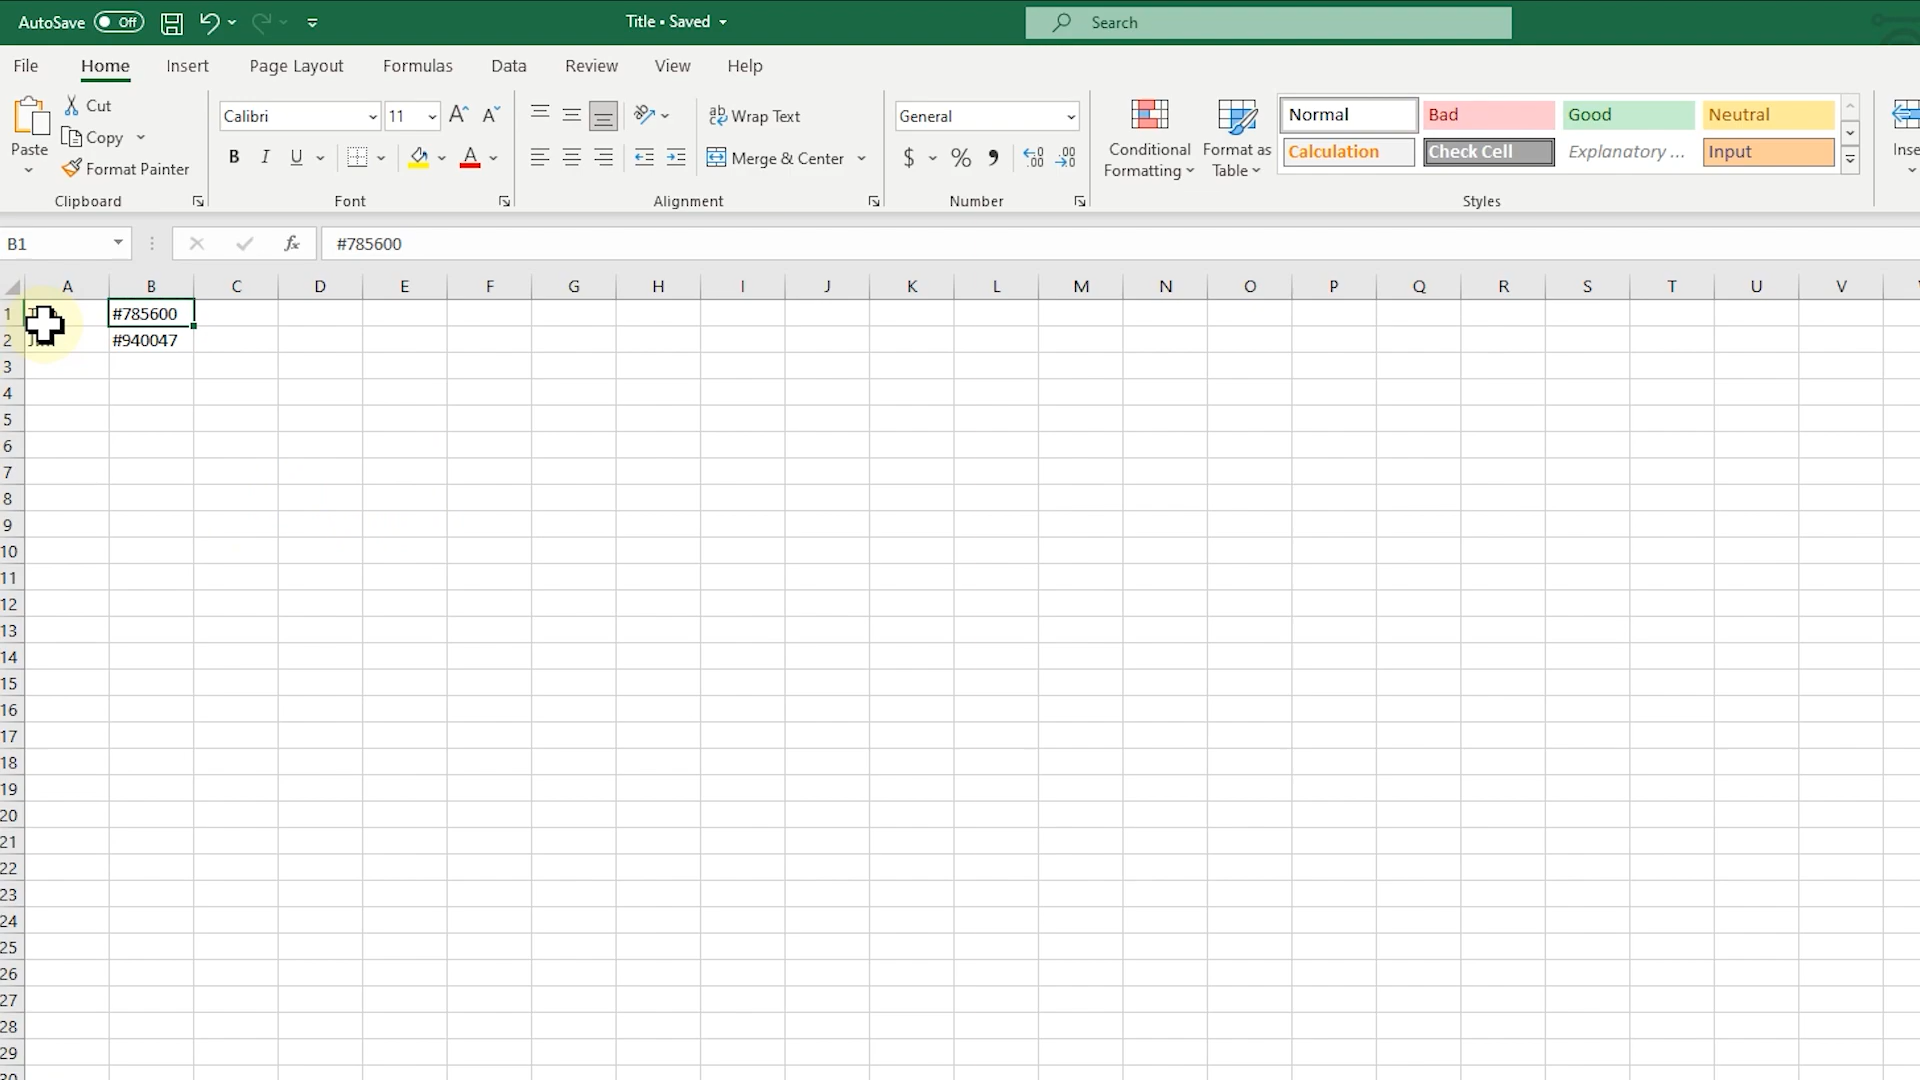 AutoSave Off Title • Saved Search
File Home Insert Page Layout Formulas Data Review View Help
Paste Cut Copy Format Painter Clipboard
Calibri 11 B I U A Font
ab Wrap Text Merge & Center Alignment
General $ % 9 .00 .00 Number
Conditional Formatting Format as Table
Normal Bad Good Neutral
Calculation Check Cell Explanatory ... Input
Styles
B1 fx #785600
A B C D E F G H I J K L M N O P Q R S T U V
1 #785600
2 #940047
3
4
5
6
7
8
9
10
11
12
13
14
15
16
17
18
19
20
21
22
23
24
25
26
27
28
29